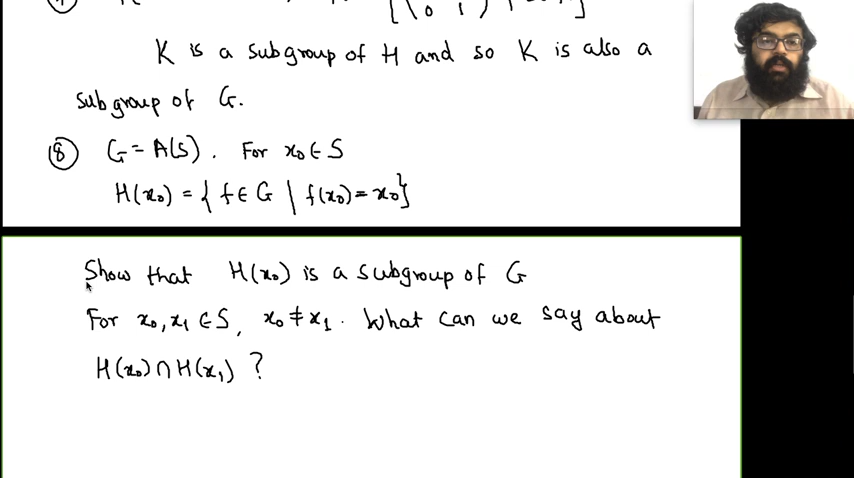 K is a subgroup of H and so K is also a
subgroup of G.
⑧ G = A(S). For x₀ ∈ S
H(x₀) = { f ∈ G | f(x₀) = x₀}
Show that H(x₀) is a subgroup of G
For x₀, x₁ ∈ S, x₀ ≠ x₁. What can we say about
H(x₀) ∩ H(x₁) ?